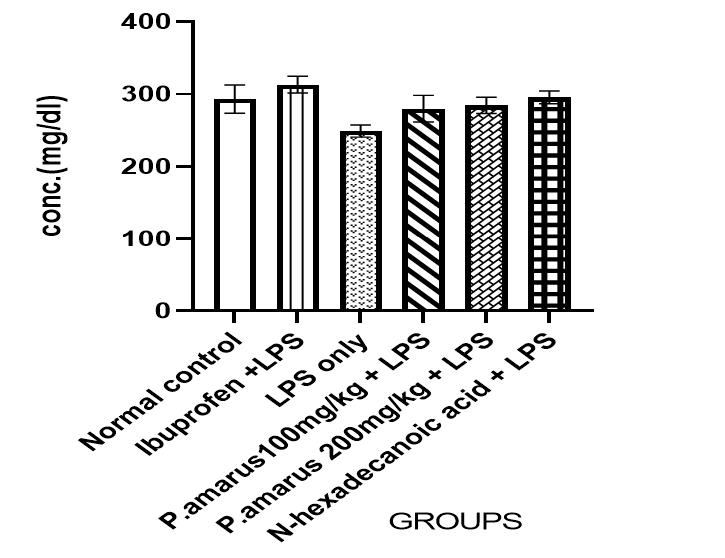 400
300
200
100
0
conc.(mg/dl)
Normal control
Ibuprofen +LPS
LPS only
P.amarus100mg/kg + LPS
P.amarus 200mg/kg + LPS
N-hexadecanoic acid + LPS
GROUPS